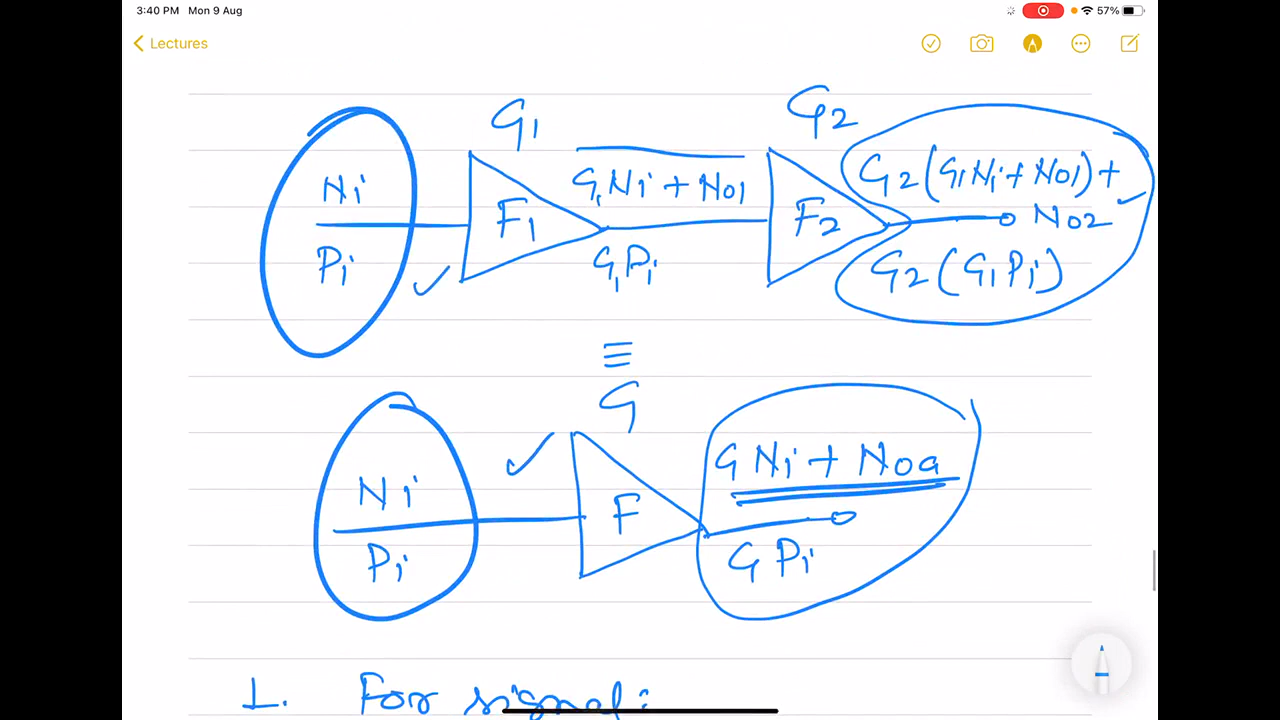 3:40 PM Mon 9 Aug
57%
Lectures
G1
G2
Ni
G1Ni + No1
G2(G1Ni + No1) +
F1
F2
No2
Pi
G1Pi
G2(G1Pi)
≡
G
Ni
GNi + Noa
F
Pi
GPi
1. For signal: